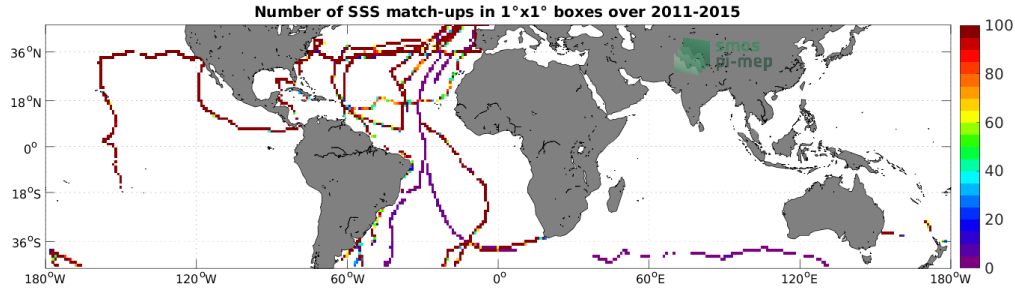 Number of SSS match-ups in 1°x1° boxes over 2011-2015
smos
pi-mep
36°N
18°N
0°
18°S
36°S
180°W
120°W
60°W
0°
60°E
120°E
180°W
100
80
60
40
20
0